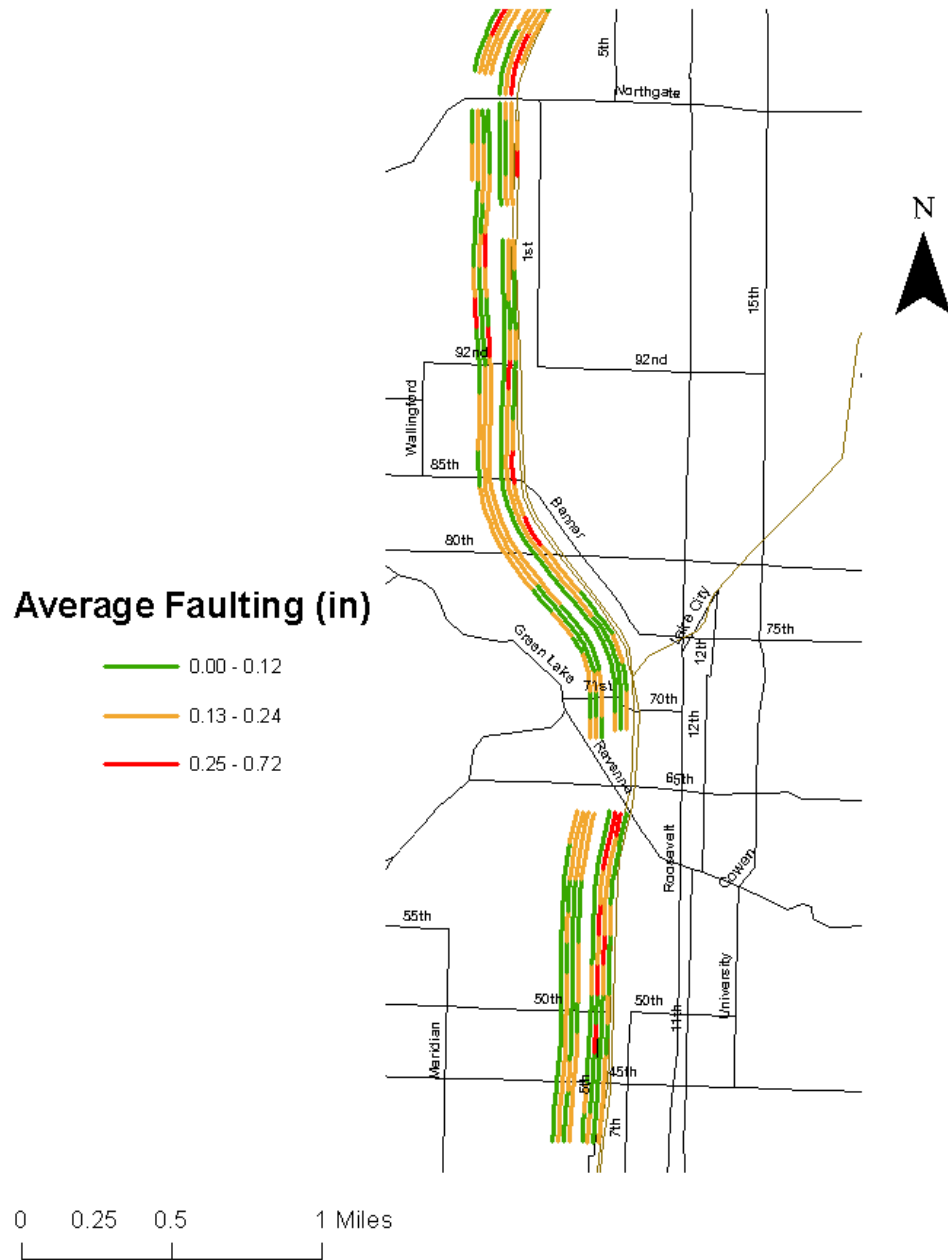 5th
Northgate
N
1st
15th
92nd
92nd
Wallingford
85th
Banner
80th
Average Faulting (in)
Lake City
0.00 - 0.12
Green Lake
12th
75th
71st
70th
0.13 - 0.24
12th
Ravenna
0.25 - 0.72
65th
Roosevelt
Cowen
55th
University
50th
50th
11th
Meridian
45th
5th
7th
0 0.25 0.5 1 Miles